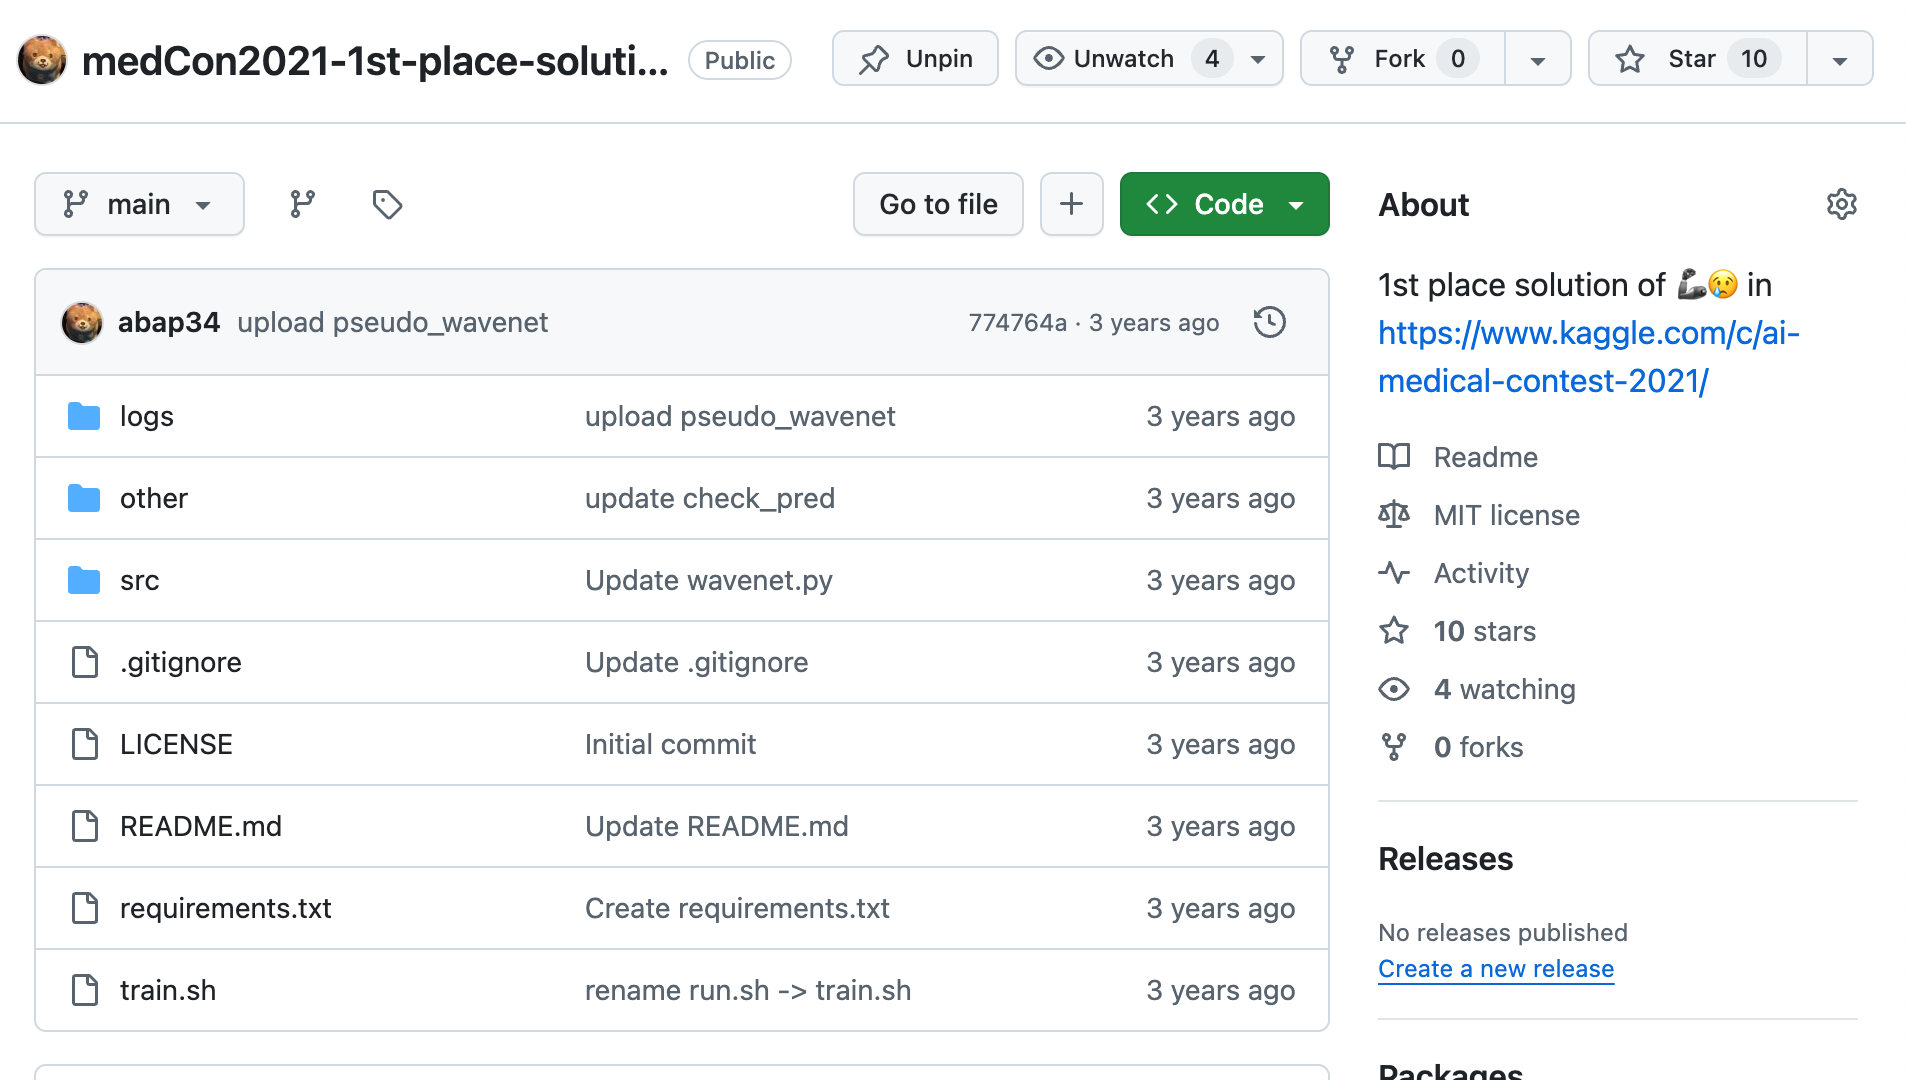 medCon2021-1st-place-soluti...
Public
Unpin
Unwatch 4
Fork 0
Star 10
main
Go to file
Code
abap34 upload pseudo_wavenet 774764a · 3 years ago
logs upload pseudo_wavenet 3 years ago
other update check_pred 3 years ago
src Update wavenet.py 3 years ago
.gitignore Update .gitignore 3 years ago
LICENSE Initial commit 3 years ago
README.md Update README.md 3 years ago
requirements.txt Create requirements.txt 3 years ago
train.sh rename run.sh -> train.sh 3 years ago
About
1st place solution of 🦾😢 in
https://www.kaggle.com/c/ai-
medical-contest-2021/
Readme
MIT license
Activity
10 stars
4 watching
0 forks
Releases
No releases published
Create a new release
Packages